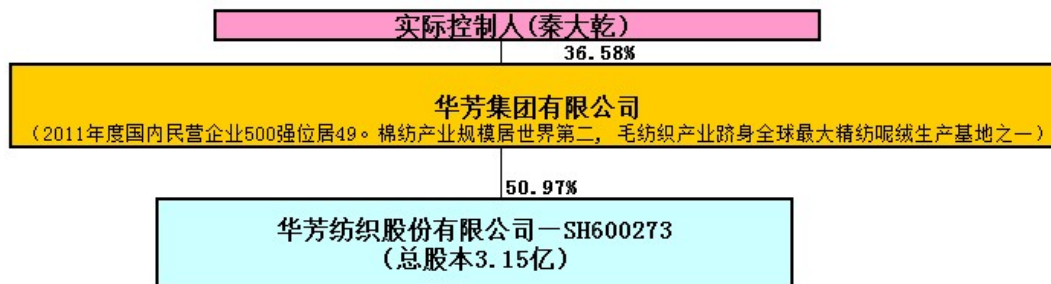 实际控制人(秦大乾)
36.58%
华芳集团有限公司
(2011年度国内民营企业500强位居49。棉纺产业规模居世界第二, 毛纺织产业跻身全球最大精纺呢绒生产基地之一)
50.97%
华芳纺织股份有限公司—SH600273
(总股本3.15亿)